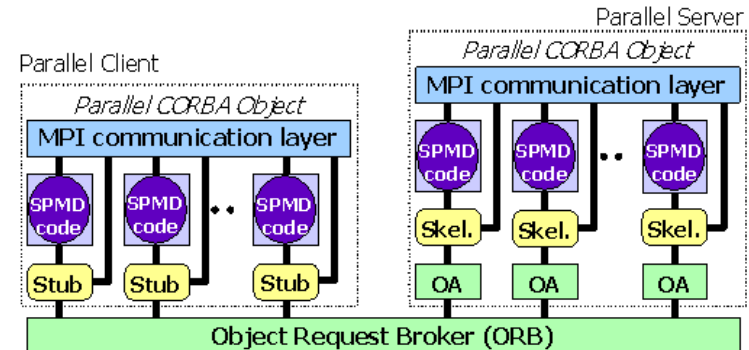 Parallel Server
Parallel CORBA Object
MPI communication layer
SPMD code
SPMD code
..
SPMD code
Skel.
Skel.
Skel.
OA
OA
OA
Parallel Client
Parallel CORBA Object
MPI communication layer
SPMD code
SPMD code
..
SPMD code
Stub
Stub
Stub
Object Request Broker (ORB)